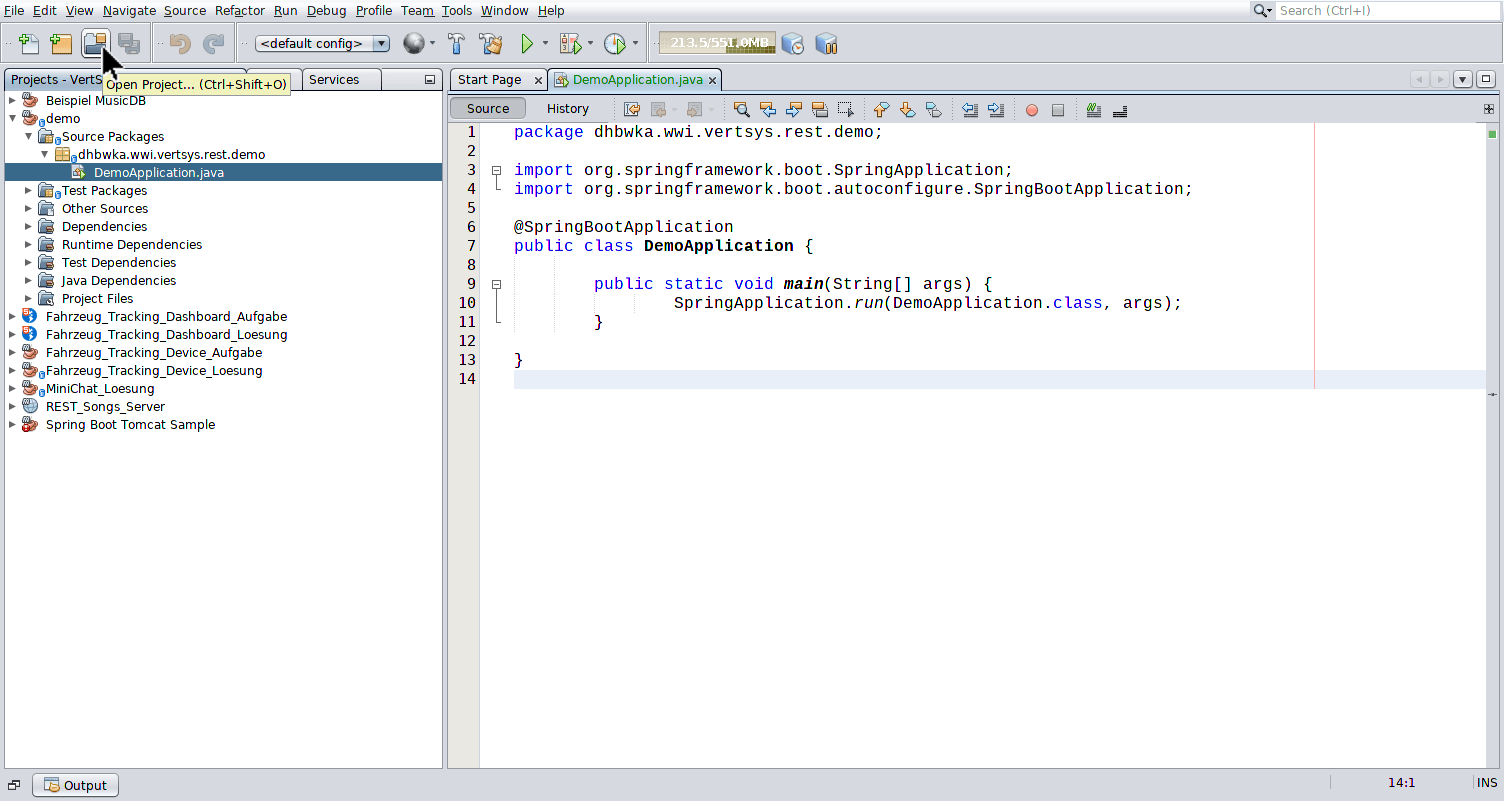 File Edit View Navigate Source Refactor Run Debug Profile Team Tools Window Help
Search (Ctrl+I)
<default config>
213.5/551.0MB
Projects - VertS
Services
Open Project... (Ctrl+Shift+O)
Start Page
DemoApplication.java
Source History
Beispiel MusicDB
demo
Source Packages
dhbwka.wwi.vertsys.rest.demo
DemoApplication.java
Test Packages
Other Sources
Dependencies
Runtime Dependencies
Test Dependencies
Java Dependencies
Project Files
Fahrzeug_Tracking_Dashboard_Aufgabe
Fahrzeug_Tracking_Dashboard_Loesung
Fahrzeug_Tracking_Device_Aufgabe
Fahrzeug_Tracking_Device_Loesung
MiniChat_Loesung
REST_Songs_Server
Spring Boot Tomcat Sample
1 package dhbwka.wwi.vertsys.rest.demo;
2
3 import org.springframework.boot.SpringApplication;
4 import org.springframework.boot.autoconfigure.SpringBootApplication;
5
6 @SpringBootApplication
7 public class DemoApplication {
8
9 public static void main(String[] args) {
10 SpringApplication.run(DemoApplication.class, args);
11 }
12
13 }
14
Output
14:1
INS